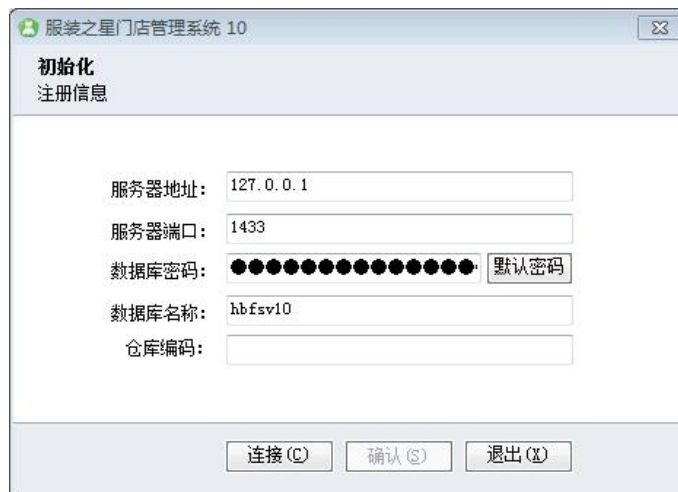 服装之星门店管理系统 10
初始化
注册信息
服务器地址: 127.0.0.1
服务器端口: 1433
数据库密码: ●●●●●●●●●●●●●● 默认密码
数据库名称: hbfsv10
仓库编码:
连接(C) 确认(S) 退出(X)